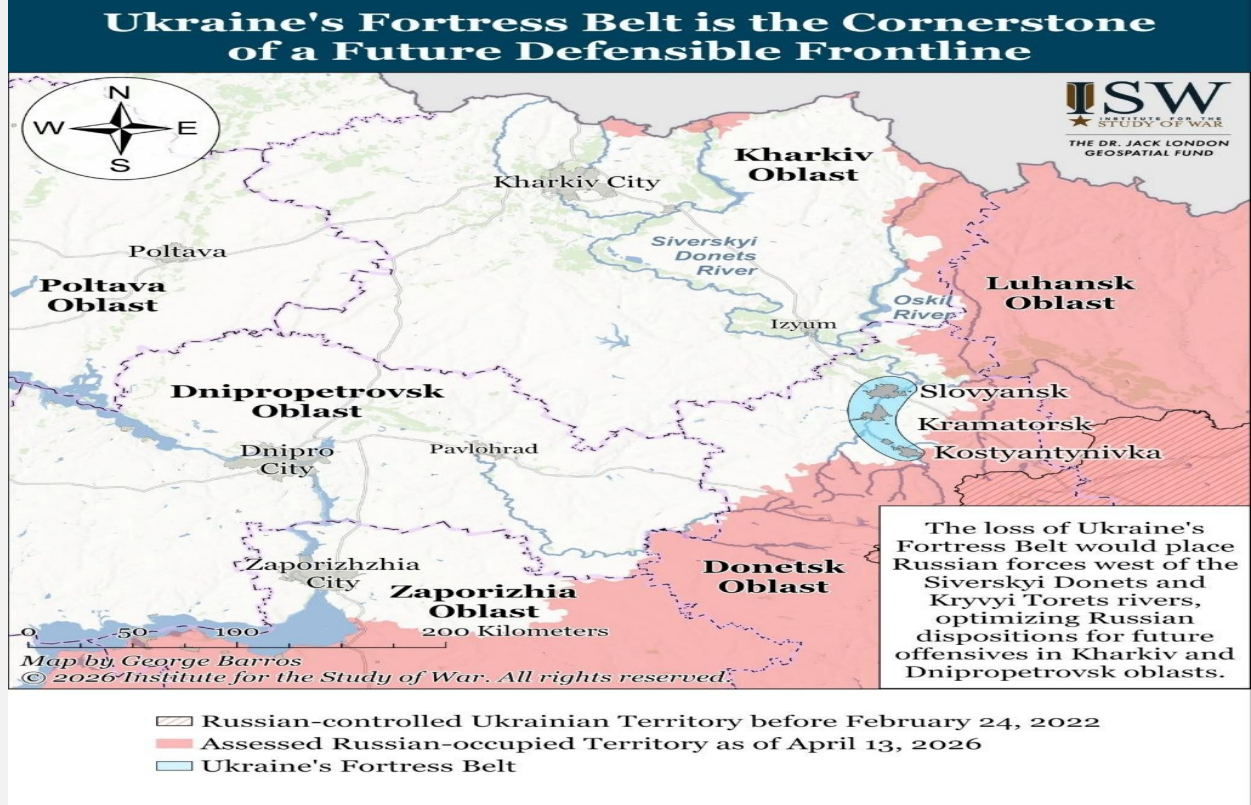 Ukraine's Fortress Belt is the Cornerstone
of a Future Defensible Frontline
N
W
E
S
ISW
INSTITUTE FOR THE
STUDY OF WAR
THE DR. JACK LONDON
GEOSPATIAL FUND
Kharkiv
Oblast
Kharkiv City
Poltava
Siverskyi
Donets
River
Poltava
Oblast
Luhansk
Oblast
Oskil
River
Izyum
Dnipropetrovsk
Oblast
Slovyansk
Kramatorsk
Kostyantynivka
Dnipro
City
Pavlohrad
Zaporizhzhia
City
Zaporizhia
Oblast
Donetsk
Oblast
The loss of Ukraine's
Fortress Belt would place
Russian forces west of the
Siverskyi Donets and
Kryvyi Torets rivers,
optimizing Russian
dispositions for future
offensives in Kharkiv and
Dnipropetrovsk oblasts.
0 50 100 200 Kilometers
Map by George Barros
© 2026 Institute for the Study of War. All rights reserved.
Russian-controlled Ukrainian Territory before February 24, 2022
Assessed Russian-occupied Territory as of April 13, 2026
Ukraine's Fortress Belt